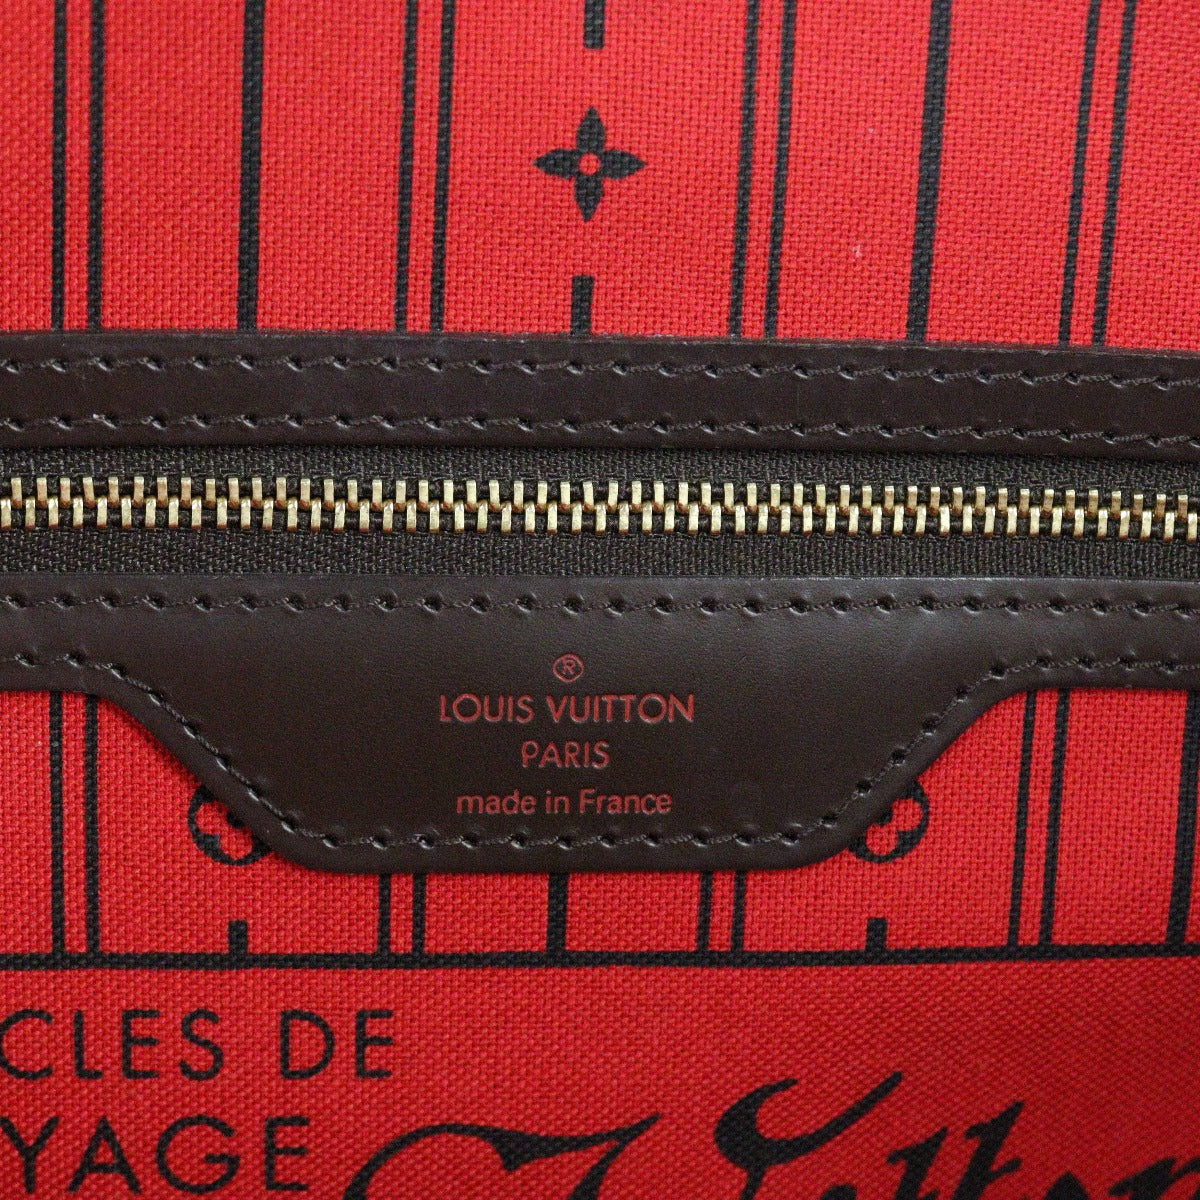 ®
LOUIS VUITTON
PARIS
made in France
CLES DE
YAGE